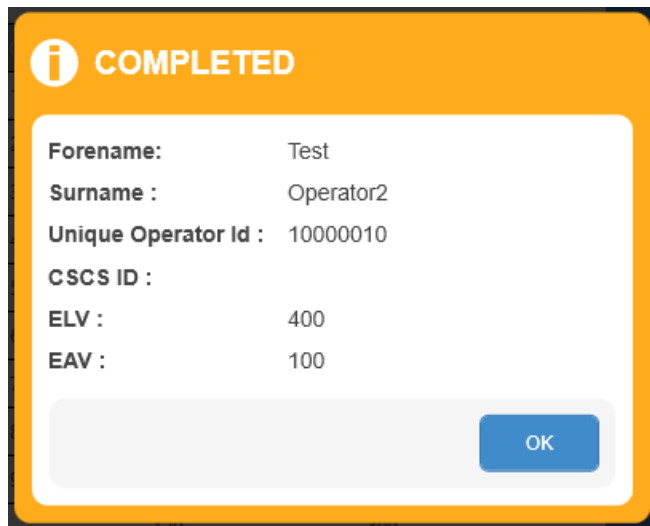 COMPLETED
Forename: Test
Surname : Operator2
Unique Operator Id : 10000010
CSCS ID :
ELV : 400
EAV : 100
OK